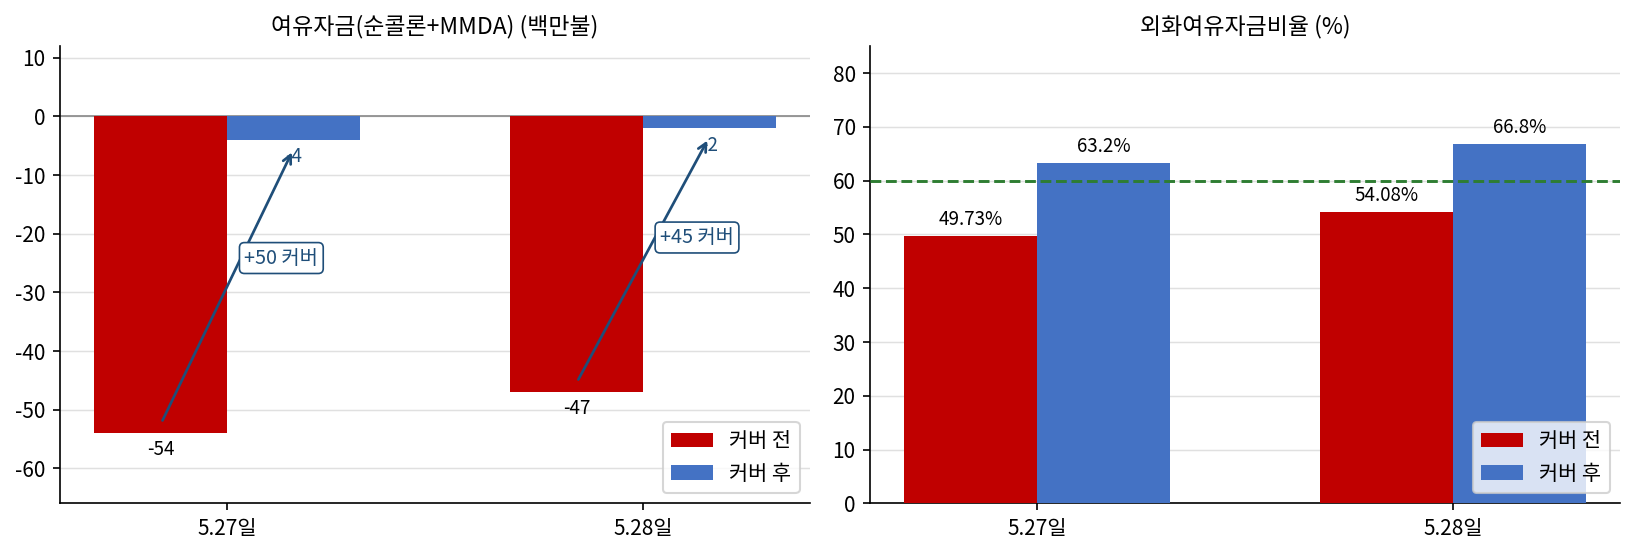 여유자금(순콜론+MMDA) (백만불)
10
0
-10
-20
-30
-40
-50
-60
-54
-4
+50 커버
-47
-2
+45 커버
커버 전
커버 후
5.27일
5.28일
외화여유자금비율 (%)
80
70
60
50
40
30
20
10
0
49.73%
63.2%
54.08%
66.8%
커버 전
커버 후
5.27일
5.28일